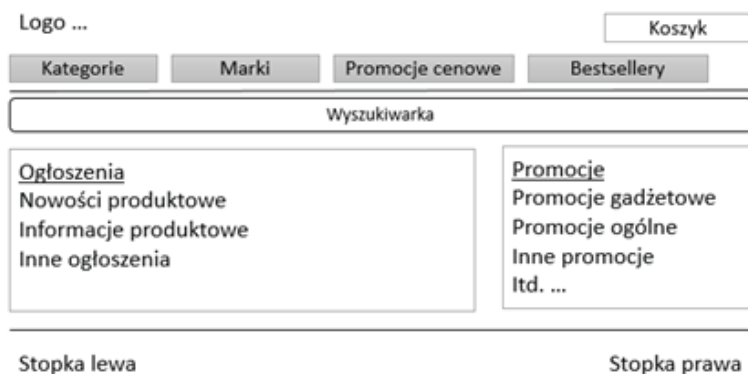 Logo ...
Koszyk
Kategorie
Marki
Promocje cenowe
Bestsellery
Wyszukiwarka
Ogłoszenia
Nowości produktowe
Informacje produktowe
Inne ogłoszenia
Promocje
Promocje gadżetowe
Promocje ogólne
Inne promocje
Itd. ...
Stopka lewa
Stopka prawa